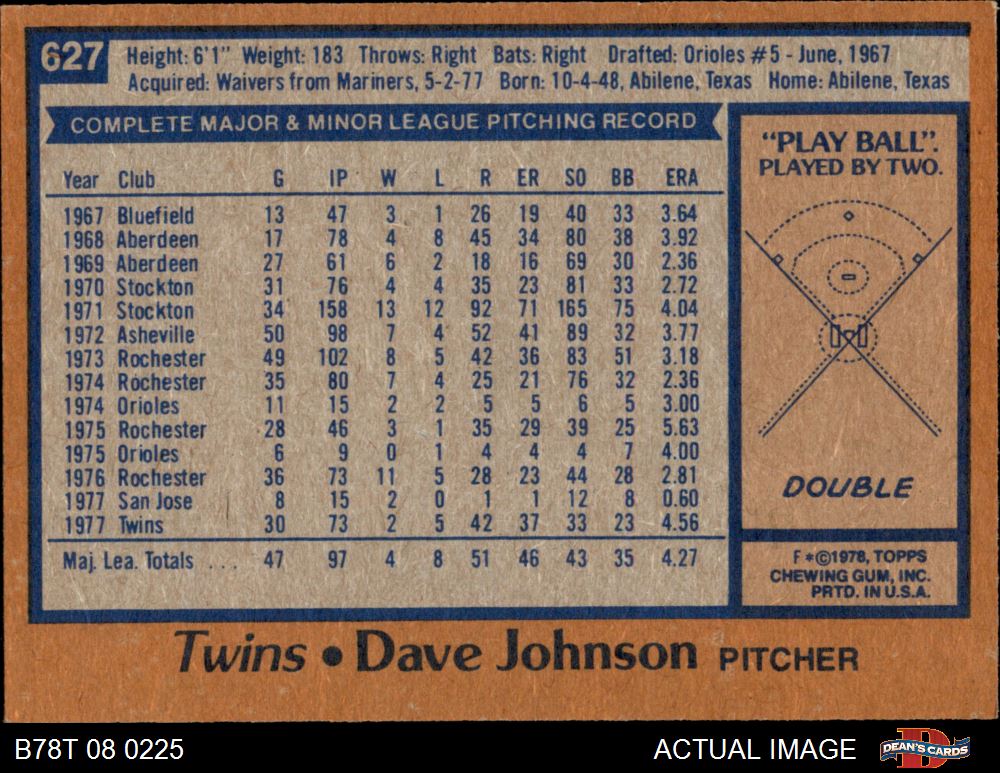 627
Height: 6'1" Weight: 183 Throws: Right Bats: Right Drafted: Orioles #5 - June, 1967
Acquired: Waivers from Mariners, 5-2-77 Born: 10-4-48, Abilene, Texas Home: Abilene, Texas
COMPLETE MAJOR & MINOR LEAGUE PITCHING RECORD
Year Club G IP W L R ER SO BB ERA
1967 Bluefield 13 47 3 1 26 19 40 33 3.64
1968 Aberdeen 17 78 4 8 45 34 80 38 3.92
1969 Aberdeen 27 61 6 2 18 16 69 30 2.36
1970 Stockton 31 76 4 4 35 23 81 33 2.72
1971 Stockton 34 158 13 12 92 71 165 75 4.04
1972 Asheville 50 98 7 4 52 41 89 32 3.77
1973 Rochester 49 102 8 5 42 36 83 51 3.18
1974 Rochester 35 80 7 4 25 21 76 32 2.36
1974 Orioles 11 15 2 2 5 5 6 5 3.00
1975 Rochester 28 46 3 1 35 29 39 25 5.63
1975 Orioles 6 9 0 1 4 4 4 7 4.00
1976 Rochester 36 73 11 5 28 23 44 28 2.81
1977 San Jose 8 15 2 0 1 1 12 8 0.60
1977 Twins 30 73 2 5 42 37 33 23 4.56
Maj. Lea. Totals . . . 47 97 4 8 51 46 43 35 4.27
"PLAY BALL".
PLAYED BY TWO.
DOUBLE
F *©1978, TOPPS
CHEWING GUM, INC.
PRTD. IN U.S.A.
Twins • Dave Johnson PITCHER
B78T 08 0225 ACTUAL IMAGE DEAN'S CARDS